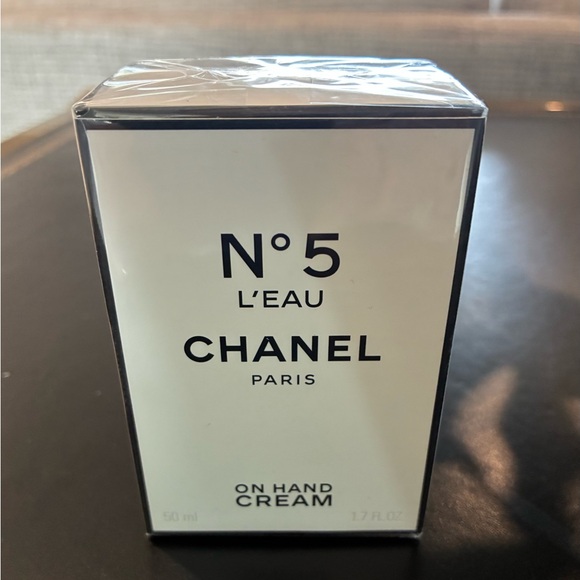 N°5
L'EAU
CHANEL
PARIS
ON HAND
CREAM
50 ml 1.7 FL.OZ